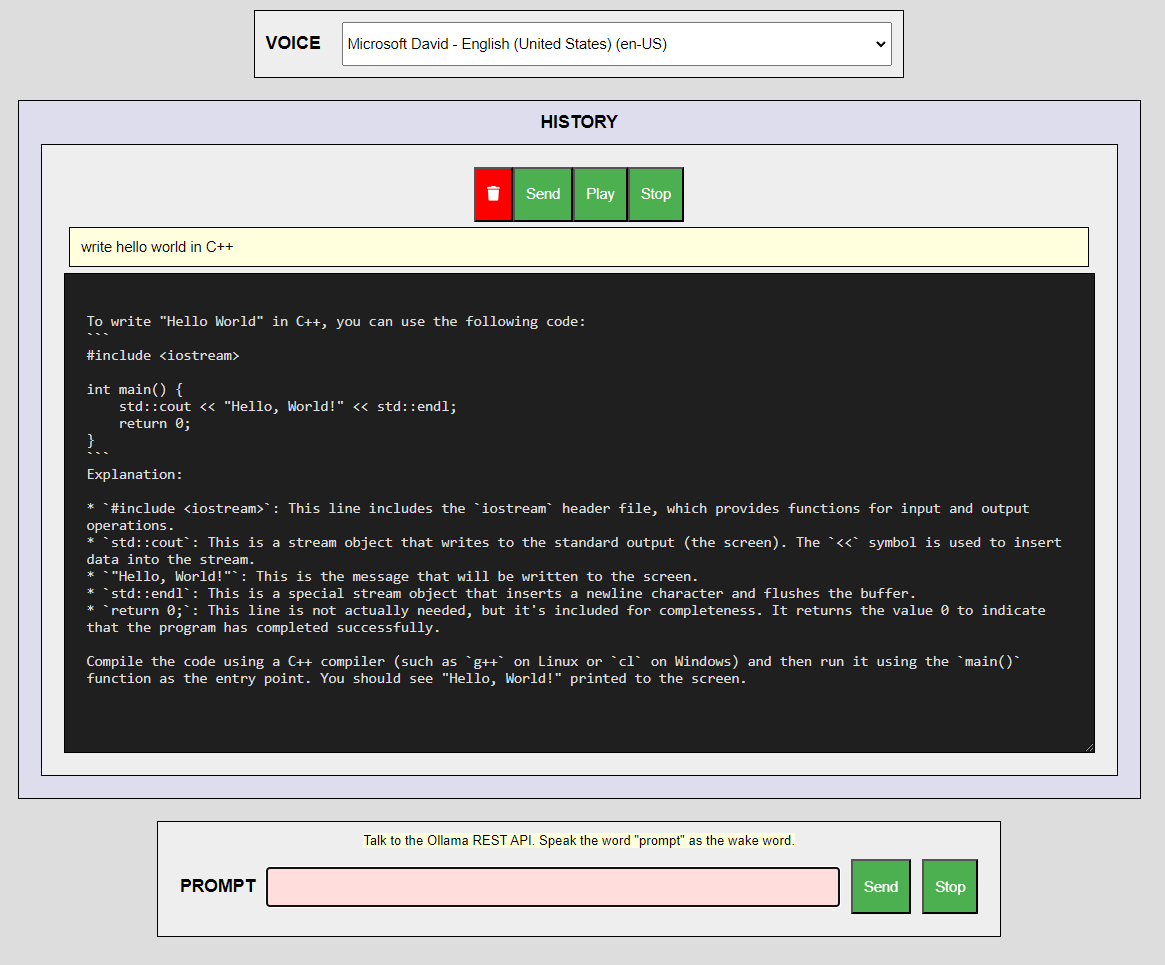 VOICE Microsoft David - English (United States) (en-US)
HISTORY
Send Play Stop
write hello world in C++
To write "Hello World" in C++, you can use the following code:
```
#include <iostream>
int main() {
    std::cout << "Hello, World!" << std::endl;
    return 0;
}
```
Explanation:
* `#include <iostream>`: This line includes the `iostream` header file, which provides functions for input and output
operations.
* `std::cout`: This is a stream object that writes to the standard output (the screen). The `<<` symbol is used to insert
data into the stream.
* `"Hello, World!"`: This is the message that will be written to the screen.
* `std::endl`: This is a special stream object that inserts a newline character and flushes the buffer.
* `return 0;`: This line is not actually needed, but it's included for completeness. It returns the value 0 to indicate
that the program has completed successfully.
Compile the code using a C++ compiler (such as `g++` on Linux or `cl` on Windows) and then run it using the `main()`
function as the entry point. You should see "Hello, World!" printed to the screen.
Talk to the Ollama REST API. Speak the word "prompt" as the wake word.
PROMPT Send Stop